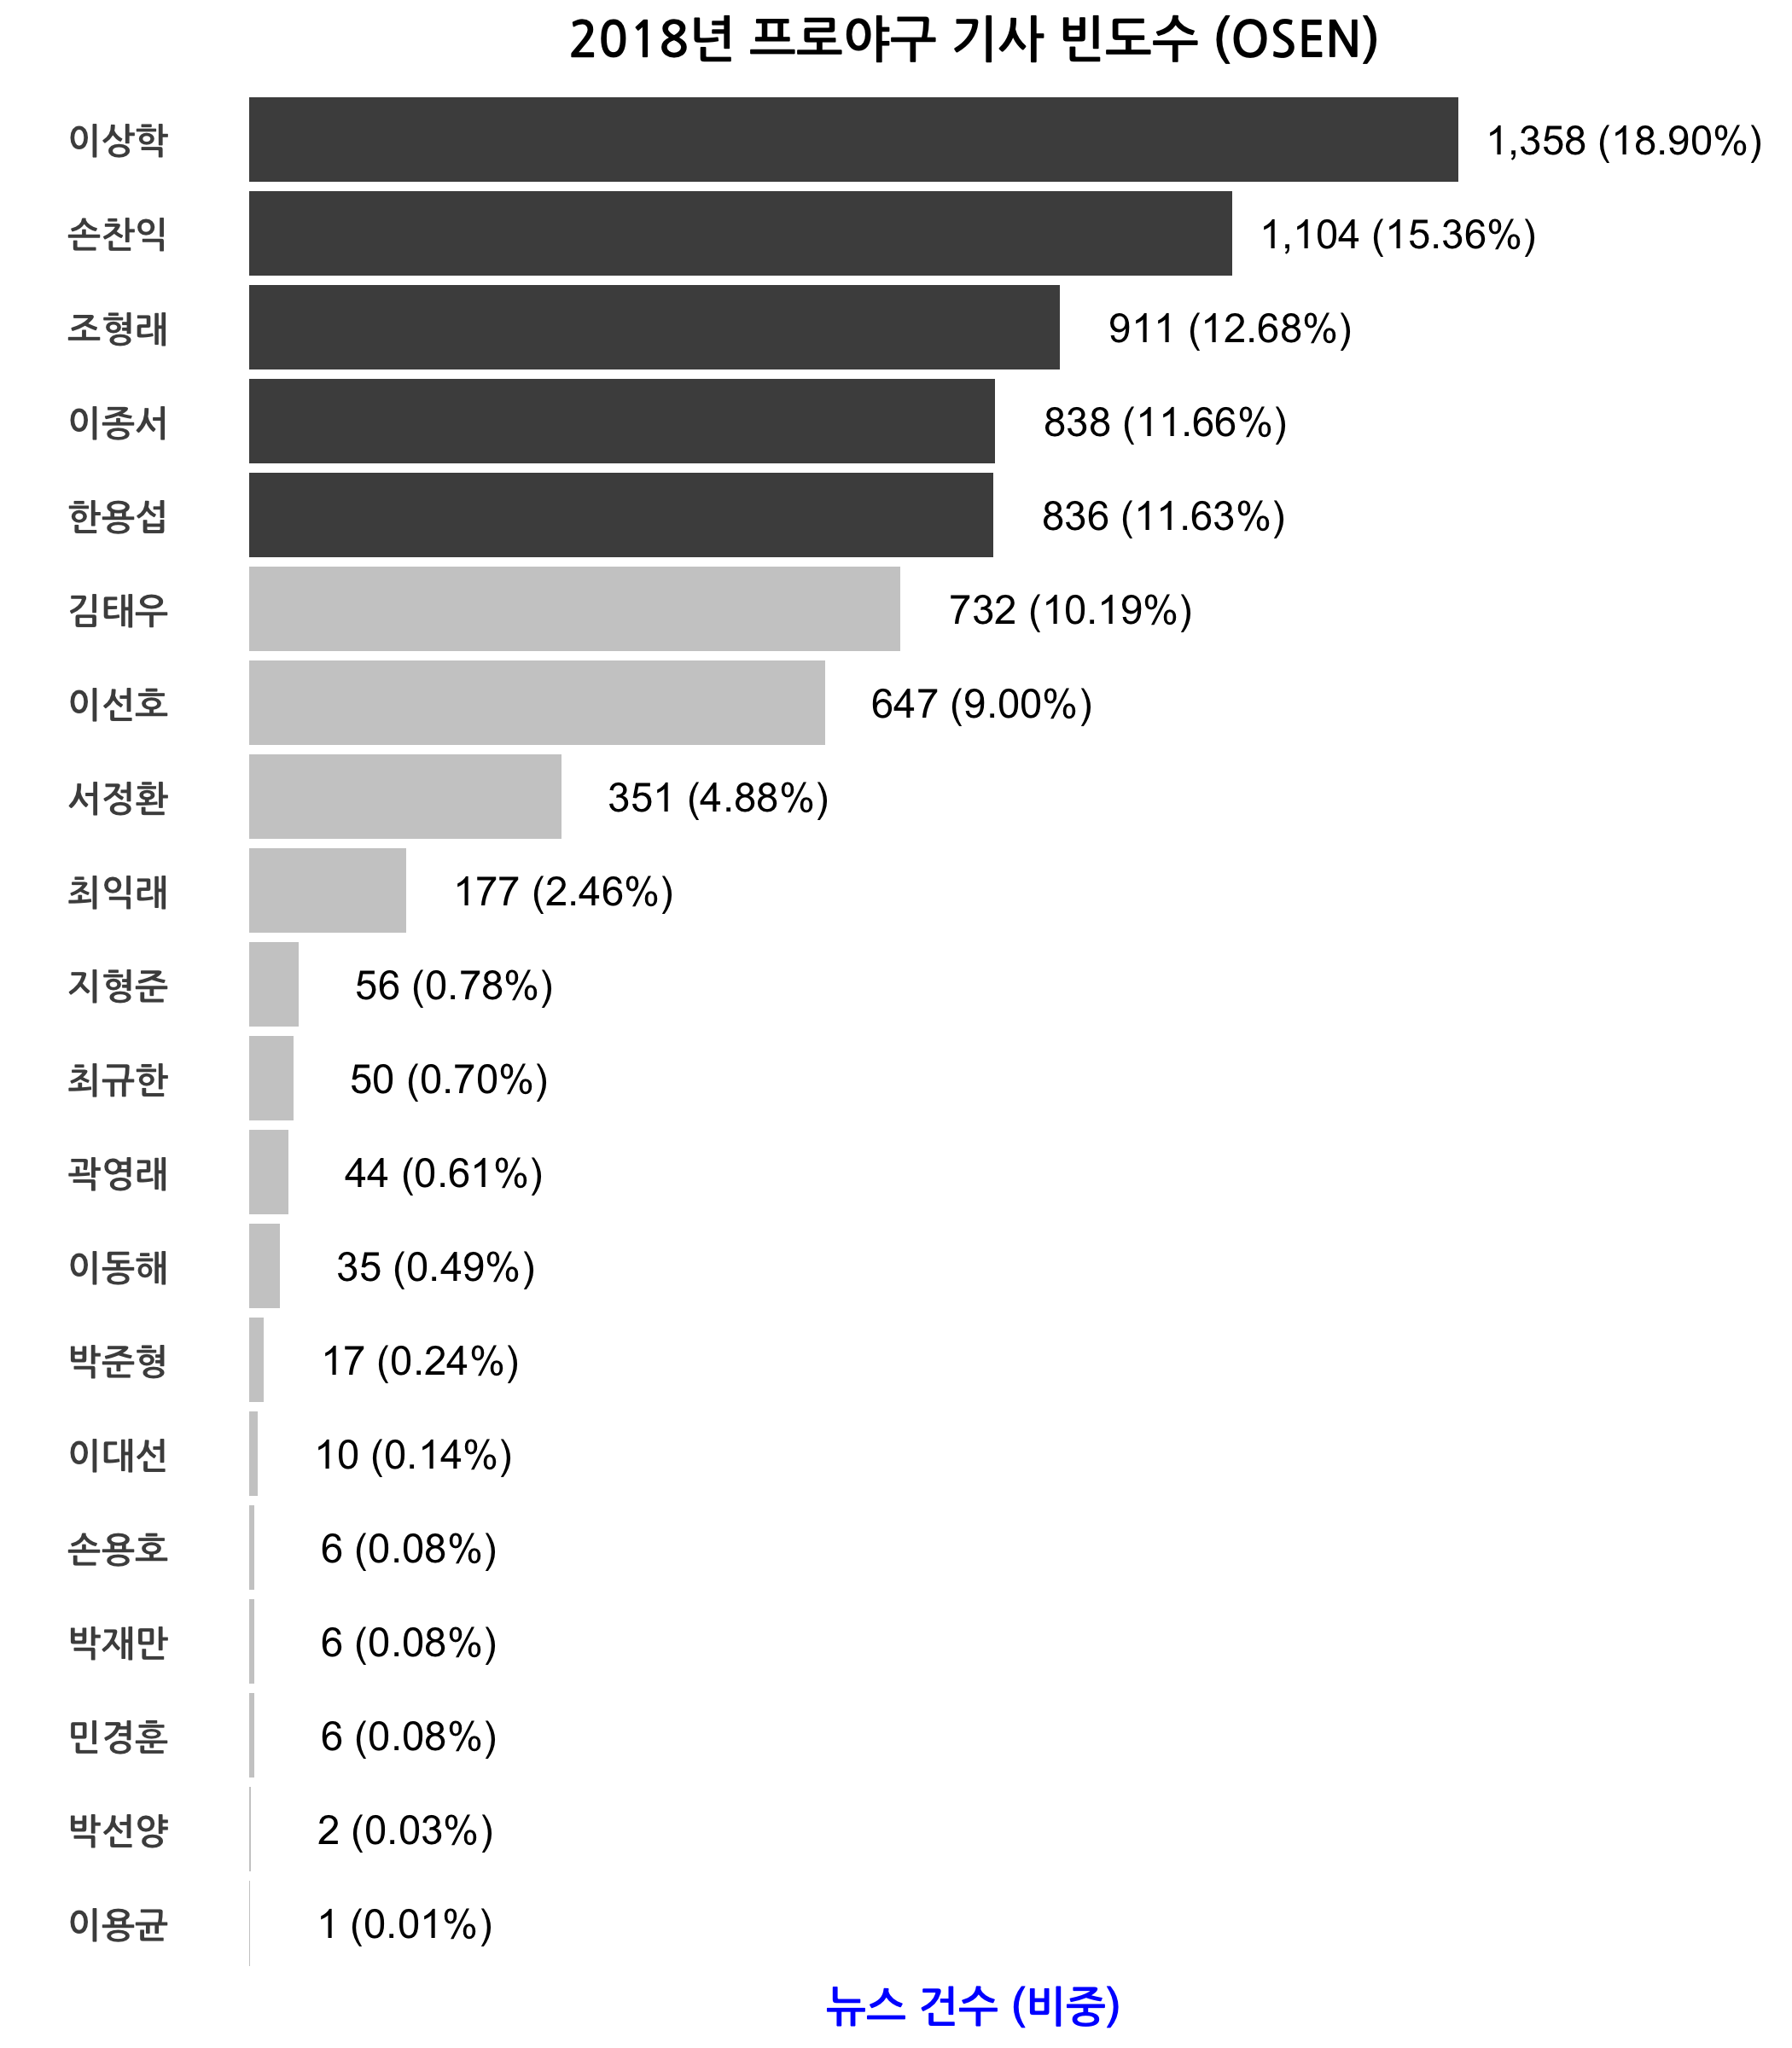 2018년 프로야구 기사 빈도수 (OSEN)
이상학 1,358 (18.90%)
손찬익 1,104 (15.36%)
조형래 911 (12.68%)
이종서 838 (11.66%)
한용섭 836 (11.63%)
김태우 732 (10.19%)
이선호 647 (9.00%)
서정환 351 (4.88%)
최익래 177 (2.46%)
지형준 56 (0.78%)
최규한 50 (0.70%)
곽영래 44 (0.61%)
이동해 35 (0.49%)
박준형 17 (0.24%)
이대선 10 (0.14%)
손용호 6 (0.08%)
박재만 6 (0.08%)
민경훈 6 (0.08%)
박선양 2 (0.03%)
이용균 1 (0.01%)
뉴스 건수 (비중)